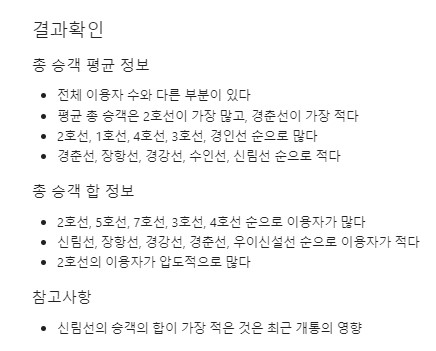 결과확인
총 승객 평균 정보
전체 이용자 수와 다른 부분이 있다
평균 총 승객은 2호선이 가장 많고, 경춘선이 가장 적다
2호선, 1호선, 4호선, 3호선, 경인선 순으로 많다
경춘선, 장항선, 경강선, 수인선, 신림선 순으로 적다
총 승객 합 정보
2호선, 5호선, 7호선, 3호선, 4호선 순으로 이용자가 많다
신림선, 장항선, 경강선, 경춘선, 우이신설선 순으로 이용자가 적다
2호선의 이용자가 압도적으로 많다
참고사항
신림선의 승객의 합이 가장 적은 것은 최근 개통의 영향